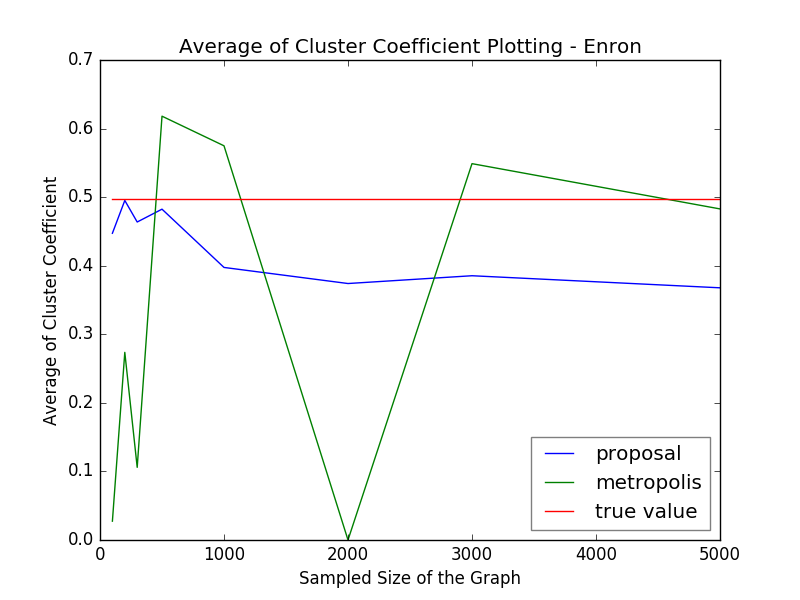 Average of Cluster Coefficient Plotting - Enron
0.7
0.6
0.5
0.4
0.3
0.2
0.1
0.0
Average of Cluster Coefficient
0
1000
2000
3000
4000
5000
Sampled Size of the Graph
proposal
metropolis
true value